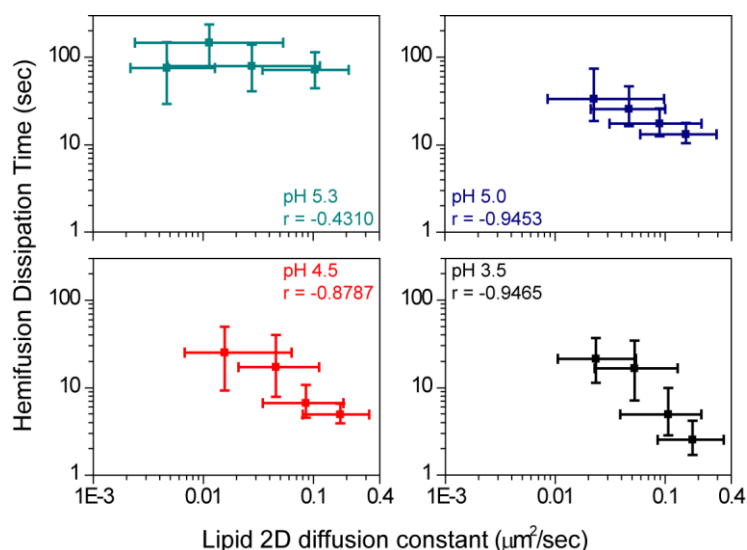 Hemifusion Dissipation Time (sec)
100
10
1
pH 5.3
r = -0.4310
pH 5.0
r = -0.9453
100
10
1
pH 4.5
r = -0.8787
100
10
1
pH 3.5
r = -0.9465
100
10
1
1E-3
0.01
0.1
0.4
1E-3
0.01
0.1
0.4
Lipid 2D diffusion constant (μm²/sec)